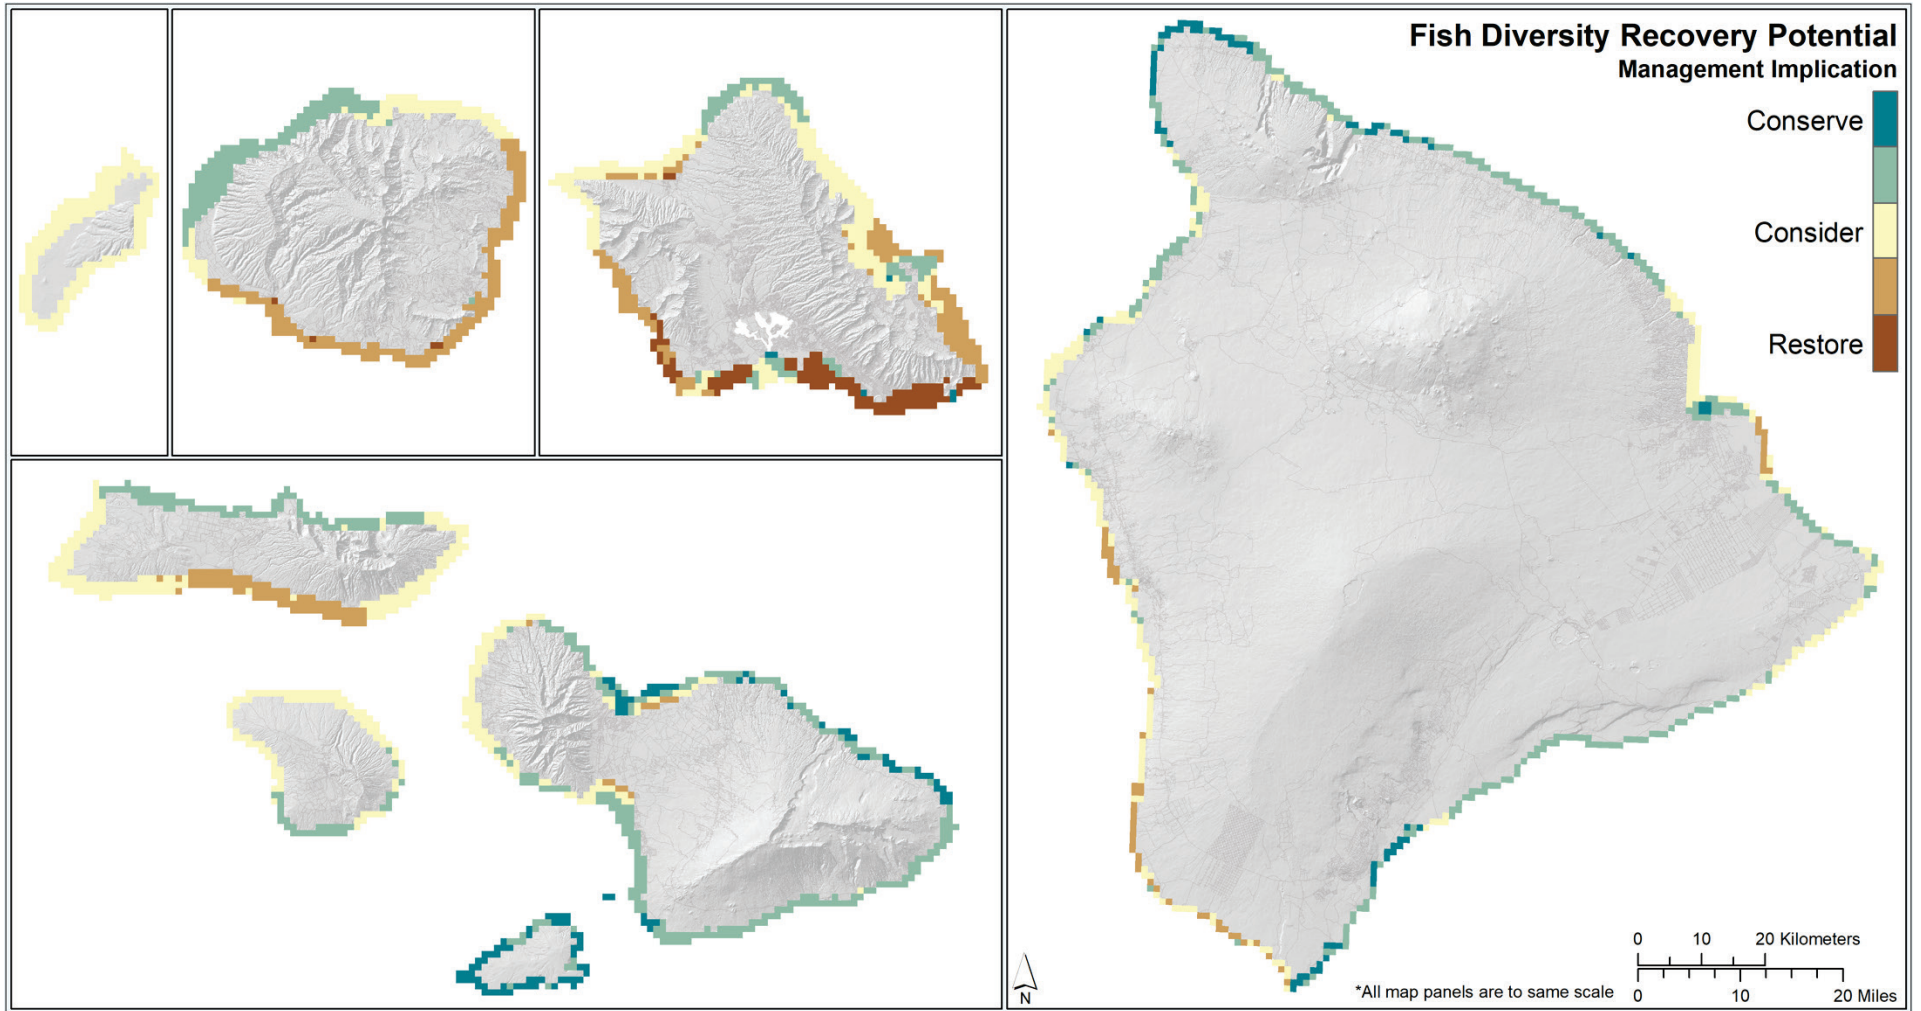 Fish Diversity Recovery Potential
Management Implication
Conserve
Consider
Restore
0 10 20 Kilometers
0 10 20 Miles
*All map panels are to same scale
N